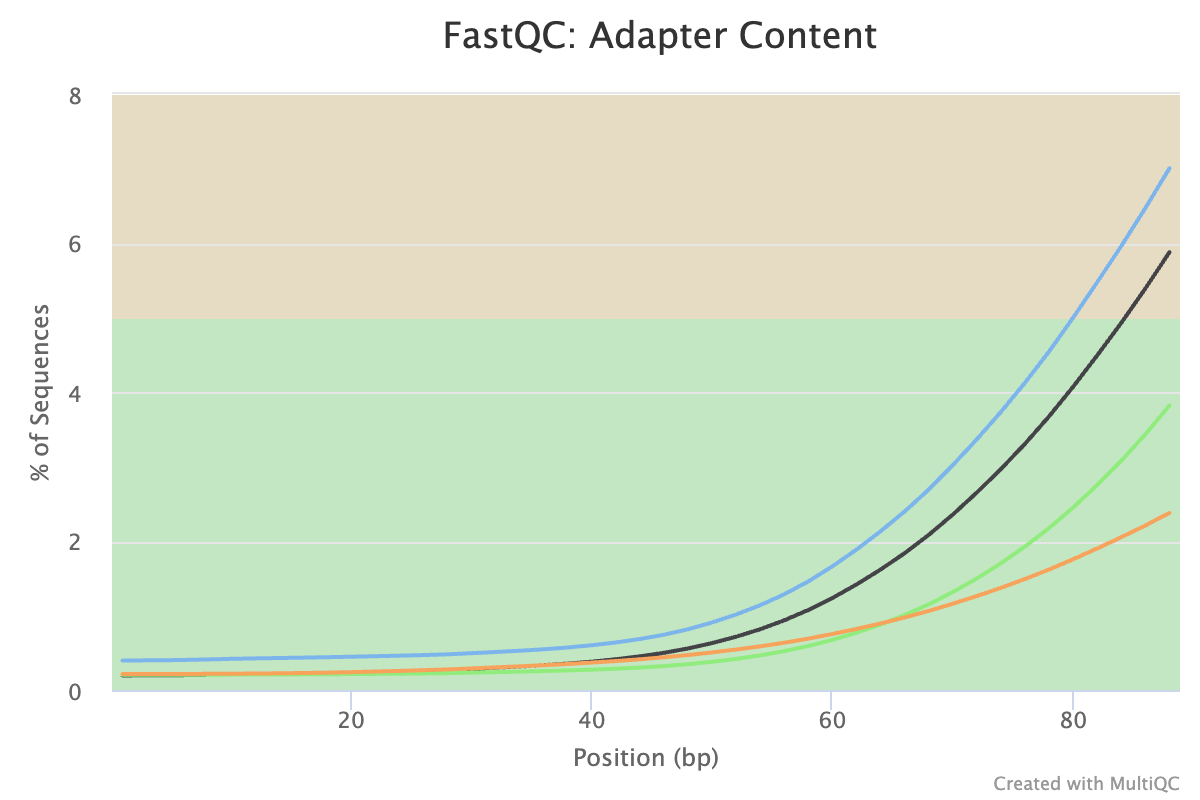 FastQC: Adapter Content
8
6
4
2
0
% of Sequences
20 40 60 80
Position (bp)
Created with MultiQC